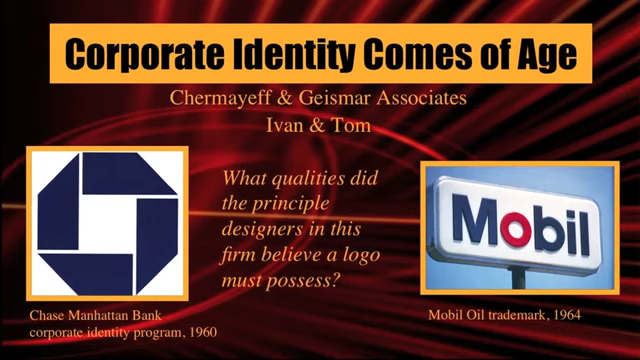 Corporate Identity Comes of Age
Chermayeff & Geismar Associates
Ivan & Tom
What qualities did
the principle
designers in this
firm believe a logo
must possess?
Mobil
Chase Manhattan Bank
corporate identity program, 1960
Mobil Oil trademark, 1964